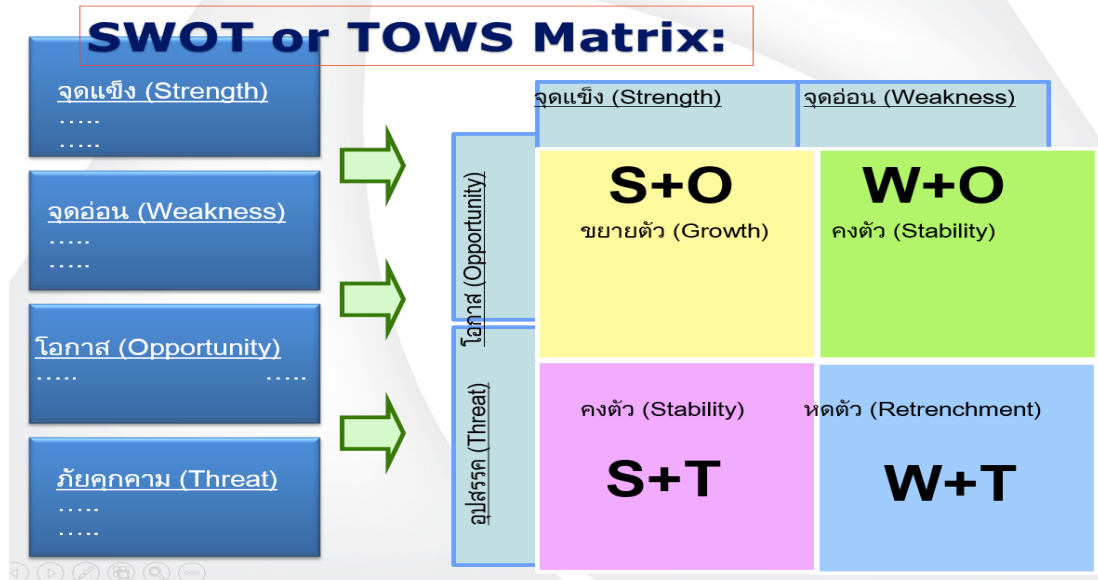 SWOT or TOWS Matrix:
จุดแข็ง (Strength)
.....
.....
จุดอ่อน (Weakness)
.....
.....
โอกาส (Opportunity)
..... .....
ภัยคุกคาม (Threat)
.....
.....
จุดแข็ง (Strength)
จุดอ่อน (Weakness)
โอกาส (Opportunity)
S+O
ขยายตัว (Growth)
W+O
คงตัว (Stability)
อุปสรรค (Threat)
คงตัว (Stability)
S+T
หดตัว (Retrenchment)
W+T